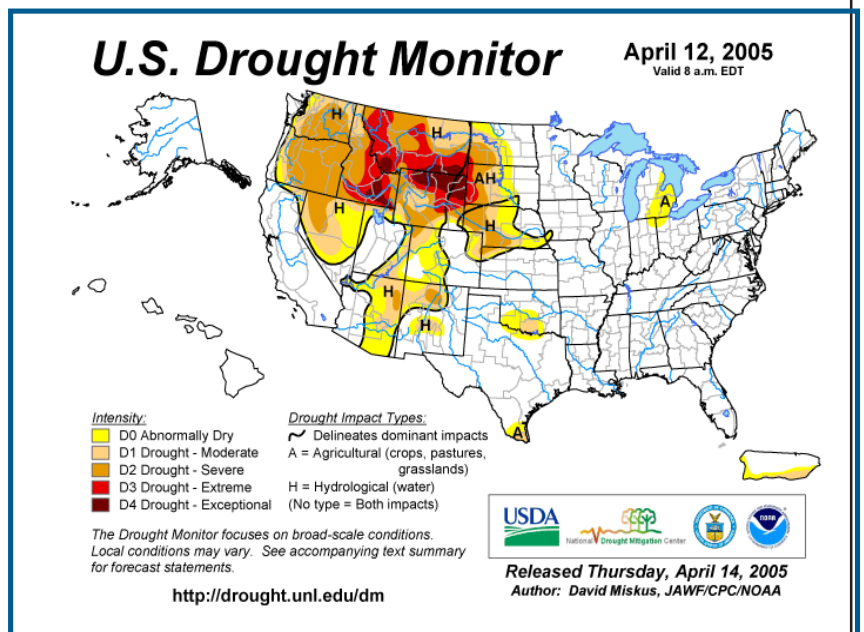 U.S. Drought Monitor
April 12, 2005
Valid 8 a.m. EDT
H
H
AH
A
H
H
H
H
A
Intensity:
D0 Abnormally Dry
D1 Drought - Moderate
D2 Drought - Severe
D3 Drought - Extreme
D4 Drought - Exceptional
Drought Impact Types:
Delineates dominant impacts
A = Agricultural (crops, pastures,
grasslands)
H = Hydrological (water)
(No type = Both impacts)
USDA
National Drought Mitigation Center
NOAA
The Drought Monitor focuses on broad-scale conditions.
Local conditions may vary. See accompanying text summary
for forecast statements.
http://drought.unl.edu/dm
Released Thursday, April 14, 2005
Author: David Miskus, JAWF/CPC/NOAA